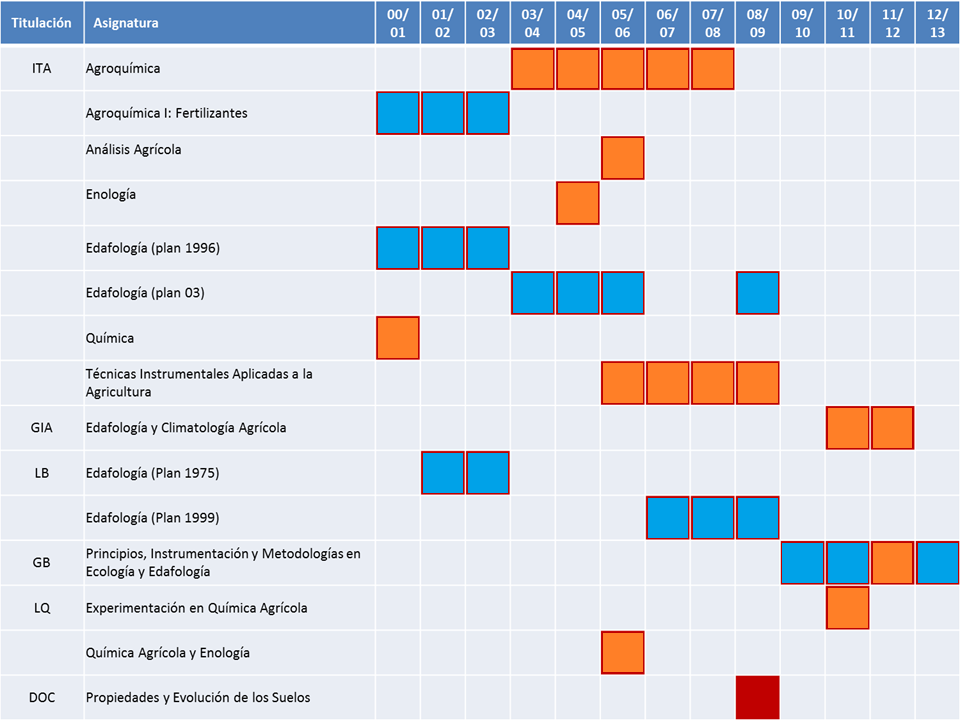 Titulación Asignatura 00/ 01/ 02/ 03/ 04/ 05/ 06/ 07/ 08/ 09/ 10/ 11/ 12/
01 02 03 04 05 06 07 08 09 10 11 12 13
ITA Agroquímica
Agroquímica I: Fertilizantes
Análisis Agrícola
Enología
Edafología (plan 1996)
Edafología (plan 03)
Química
Técnicas Instrumentales Aplicadas a la
Agricultura
GIA Edafología y Climatología Agrícola
LB Edafología (Plan 1975)
Edafología (Plan 1999)
GB Principios, Instrumentación y Metodologías en
Ecología y Edafología
LQ Experimentación en Química Agrícola
Química Agrícola y Enología
DOC Propiedades y Evolución de los Suelos